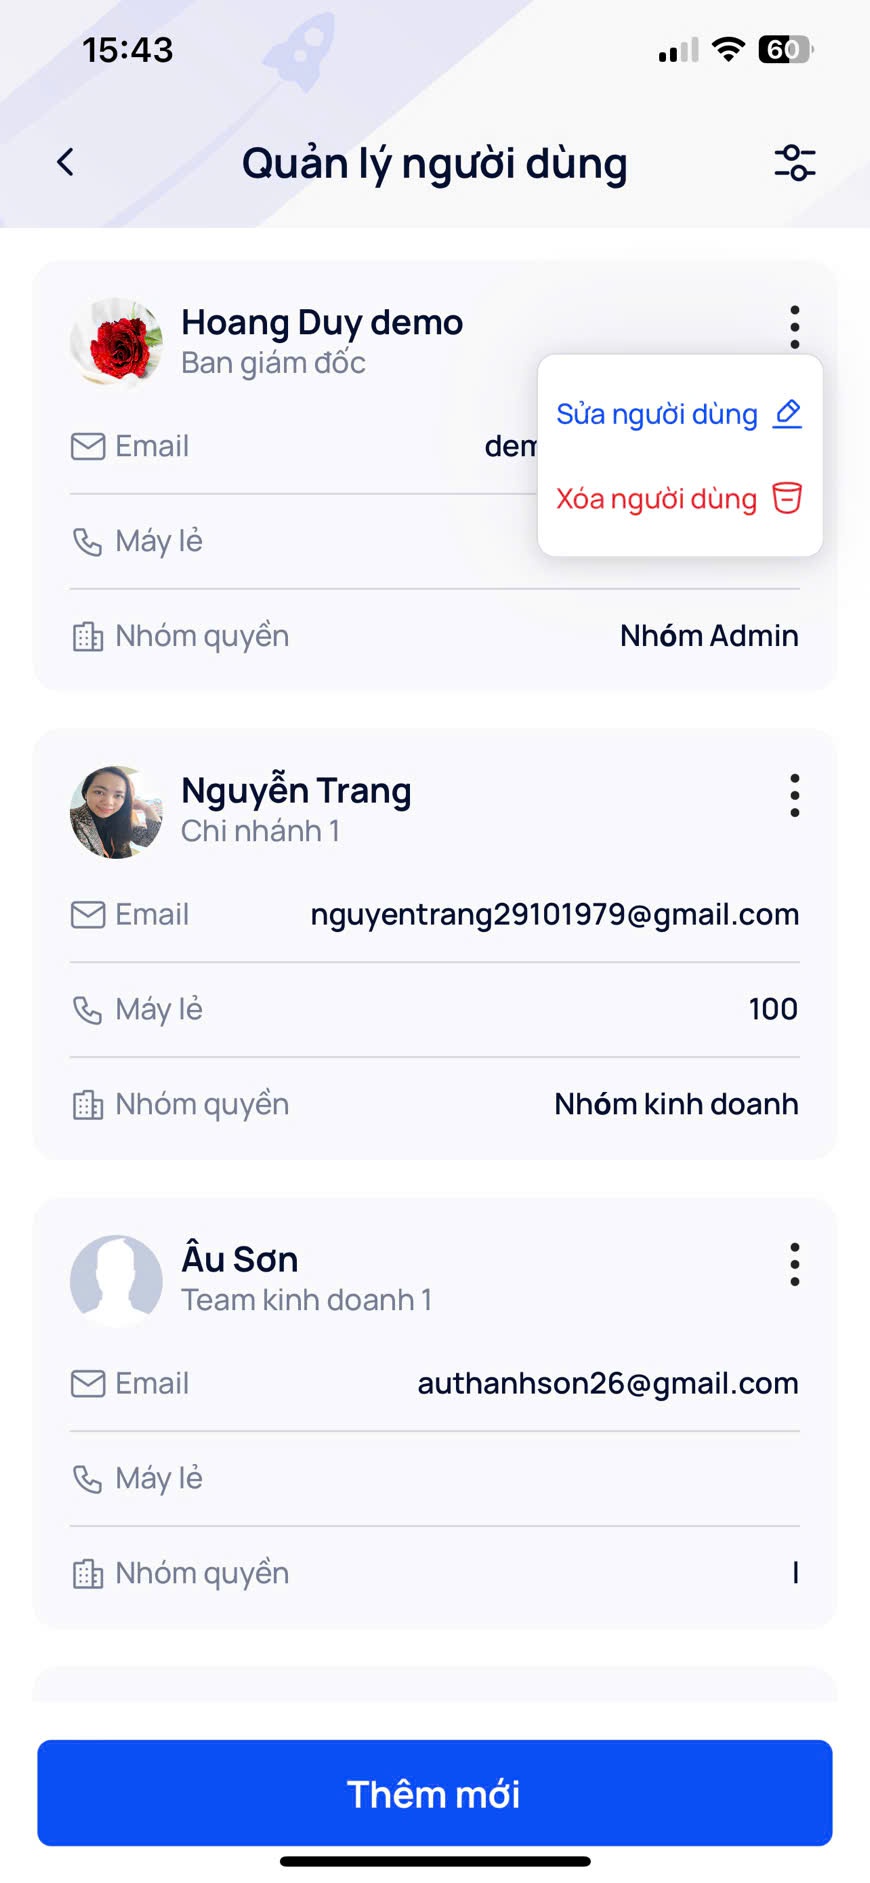 15:43
60
Quản lý người dùng
Hoang Duy demo
Ban giám đốc
Sửa người dùng
Email
Xóa người dùng
Máy lẻ
Nhóm quyền
Nhóm Admin
Nguyễn Trang
Chi nhánh 1
Email
nguyentrang29101979@gmail.com
Máy lẻ
100
Nhóm quyền
Nhóm kinh doanh
Âu Sơn
Team kinh doanh 1
Email
authanhson26@gmail.com
Máy lẻ
Nhóm quyền
I
Thêm mới